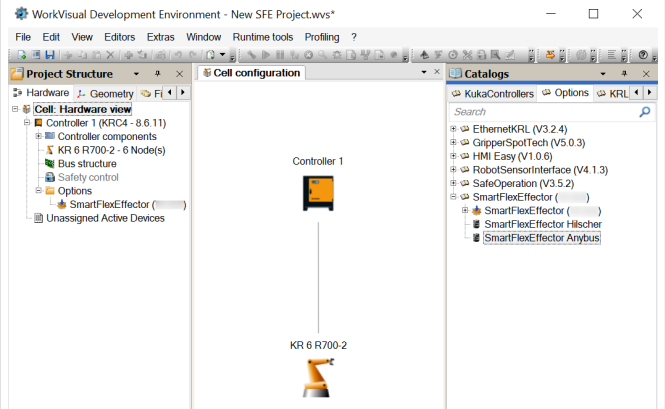 WorkVisual Development Environment - New SFE Project.wvs*
File Edit View Editors Extras Window Runtime tools Profiling ?
Project Structure
Hardware Geometry Fi
Cell: Hardware view
Controller 1 (KRC4 - 8.6.11)
Controller components
KR 6 R700-2 - 6 Node(s)
Bus structure
Safety control
Options
SmartFlexEffector ( )
Unassigned Active Devices
Cell configuration
Controller 1
KR 6 R700-2
Catalogs
KukaControllers Options KRL
Search
EthernetKRL (V3.2.4)
GripperSpotTech (V5.0.3)
HMI Easy (V1.0.6)
RobotSensorInterface (V4.1.3)
SafeOperation (V3.5.2)
SmartFlexEffector ( )
SmartFlexEffector ( )
SmartFlexEffector Hilscher
SmartFlexEffector Anybus